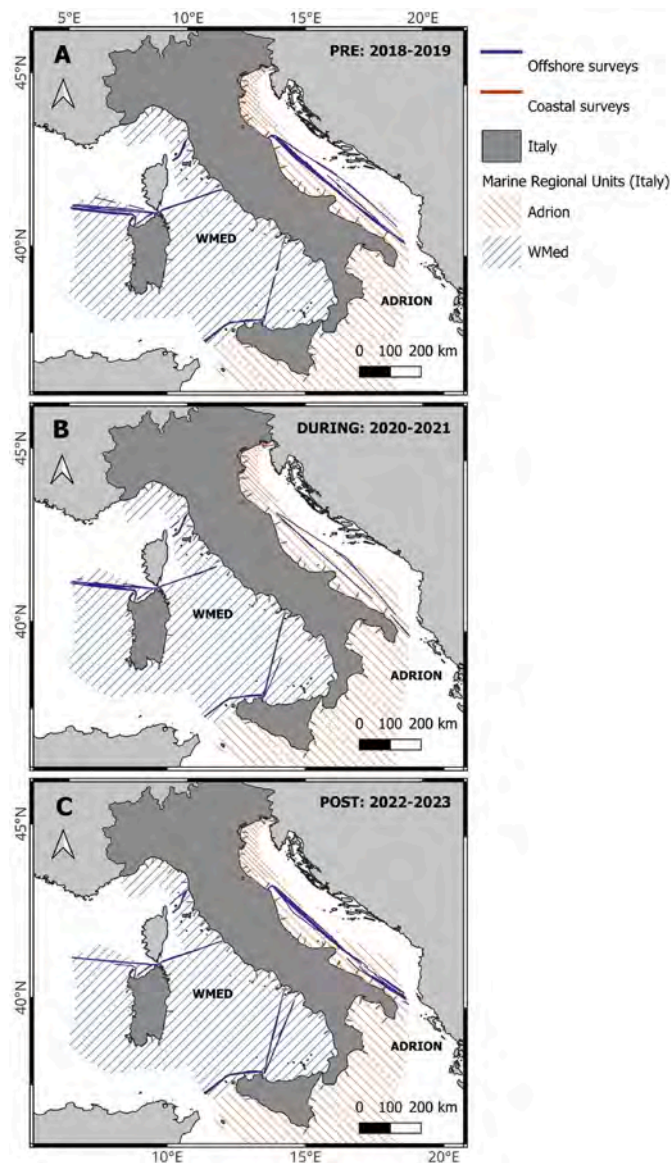 5°E 10°E 15°E 20°E
A
PRE: 2018-2019
45°N
40°N
WMED
ADRION
0 100 200 km
B
DURING: 2020-2021
45°N
40°N
WMED
ADRION
0 100 200 km
C
POST: 2022-2023
45°N
40°N
WMED
ADRION
0 100 200 km
10°E 15°E 20°E
Offshore surveys
Coastal surveys
Italy
Marine Regional Units (Italy)
Adrion
WMed